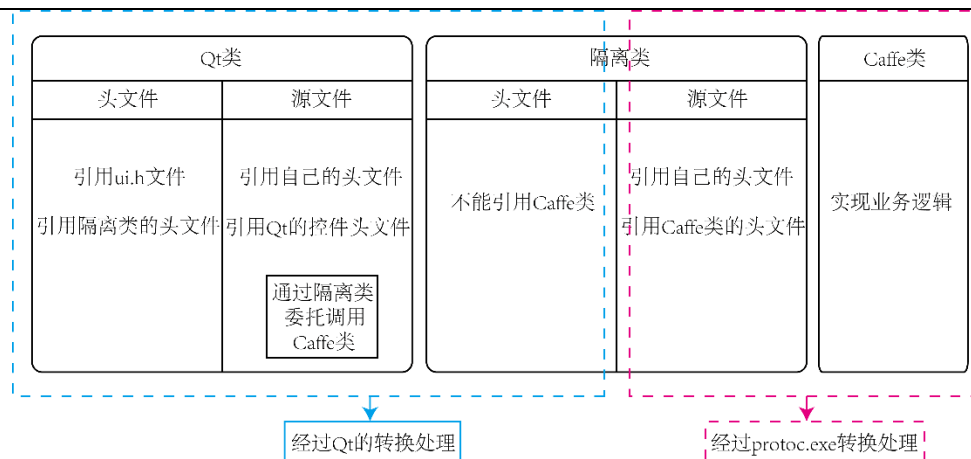 Qt类
头文件
源文件
引用ui.h文件
引用隔离类的头文件
引用自己的头文件
引用Qt的控件头文件
通过隔离类
委托调用
Caffe类
隔离类
头文件
源文件
不能引用Caffe类
引用自己的头文件
引用Caffe类的头文件
Caffe类
实现业务逻辑
经过Qt的转换处理
经过protoc.exe转换处理